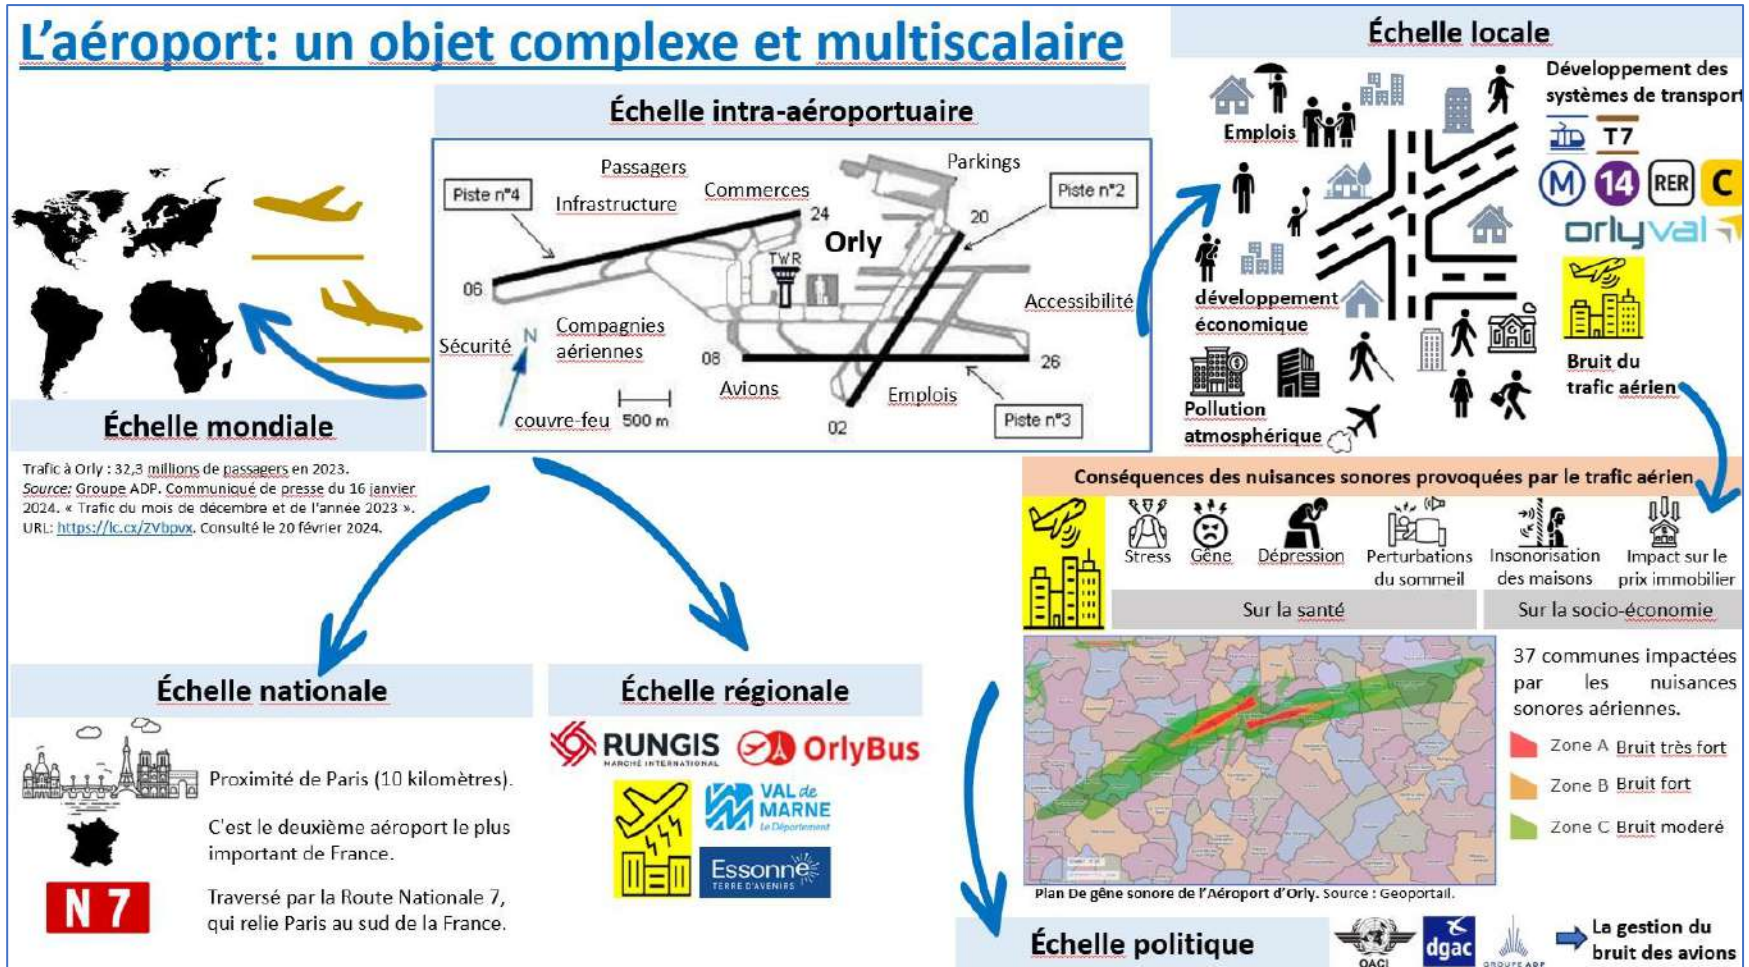 L'aéroport: un objet complexe et multiscalaire
Échelle intra-aéroportuaire
Passagers
Parkings
Piste n°4
Infrastructure
Commerces
Piste n°2
24
20
Orly
TWR
06
Accessibilité
Sécurité
N
Compagnies
aériennes
08
26
Avions
Emplois
couvre-feu
500 m
02
Piste n°3
Échelle mondiale
Trafic à Orly : 32,3 millions de passagers en 2023.
Source: Groupe ADP. Communiqué de presse du 16 janvier
2024. « Trafic du mois de décembre et de l'année 2023 ».
URL: https://lc.cx/ZVbpvx. Consulté le 20 février 2024.
Échelle locale
Développement des
systèmes de transport
Emplois
T7
M
14
RER
C
orlyval
développement
économique
Bruit du
trafic aérien
Pollution
atmosphérique
Conséquences des nuisances sonores provoquées par le trafic aérien
Stress
Gêne
Dépression
Perturbations
du sommeil
Insonorisation
des maisons
Impact sur le
prix immobilier
Sur la santé
Sur la socio-économie
37 communes impactées
par les nuisances
sonores aériennes.
Zone A Bruit très fort
Zone B Bruit fort
Zone C Bruit moderé
Plan De gêne sonore de l'Aéroport d'Orly. Source : Geoportail.
Échelle nationale
Proximité de Paris (10 kilomètres).
C'est le deuxième aéroport le plus
important de France.
N 7
Traversé par la Route Nationale 7,
qui relie Paris au sud de la France.
Échelle régionale
RUNGIS
MARCHÉ INTERNATIONAL
OrlyBus
VAL de
MARNE
Le Département
Essonne
TERRE D'AVENIRS
Échelle politique
OACI
dgac
GROUPE ADP
La gestion du
bruit des avions